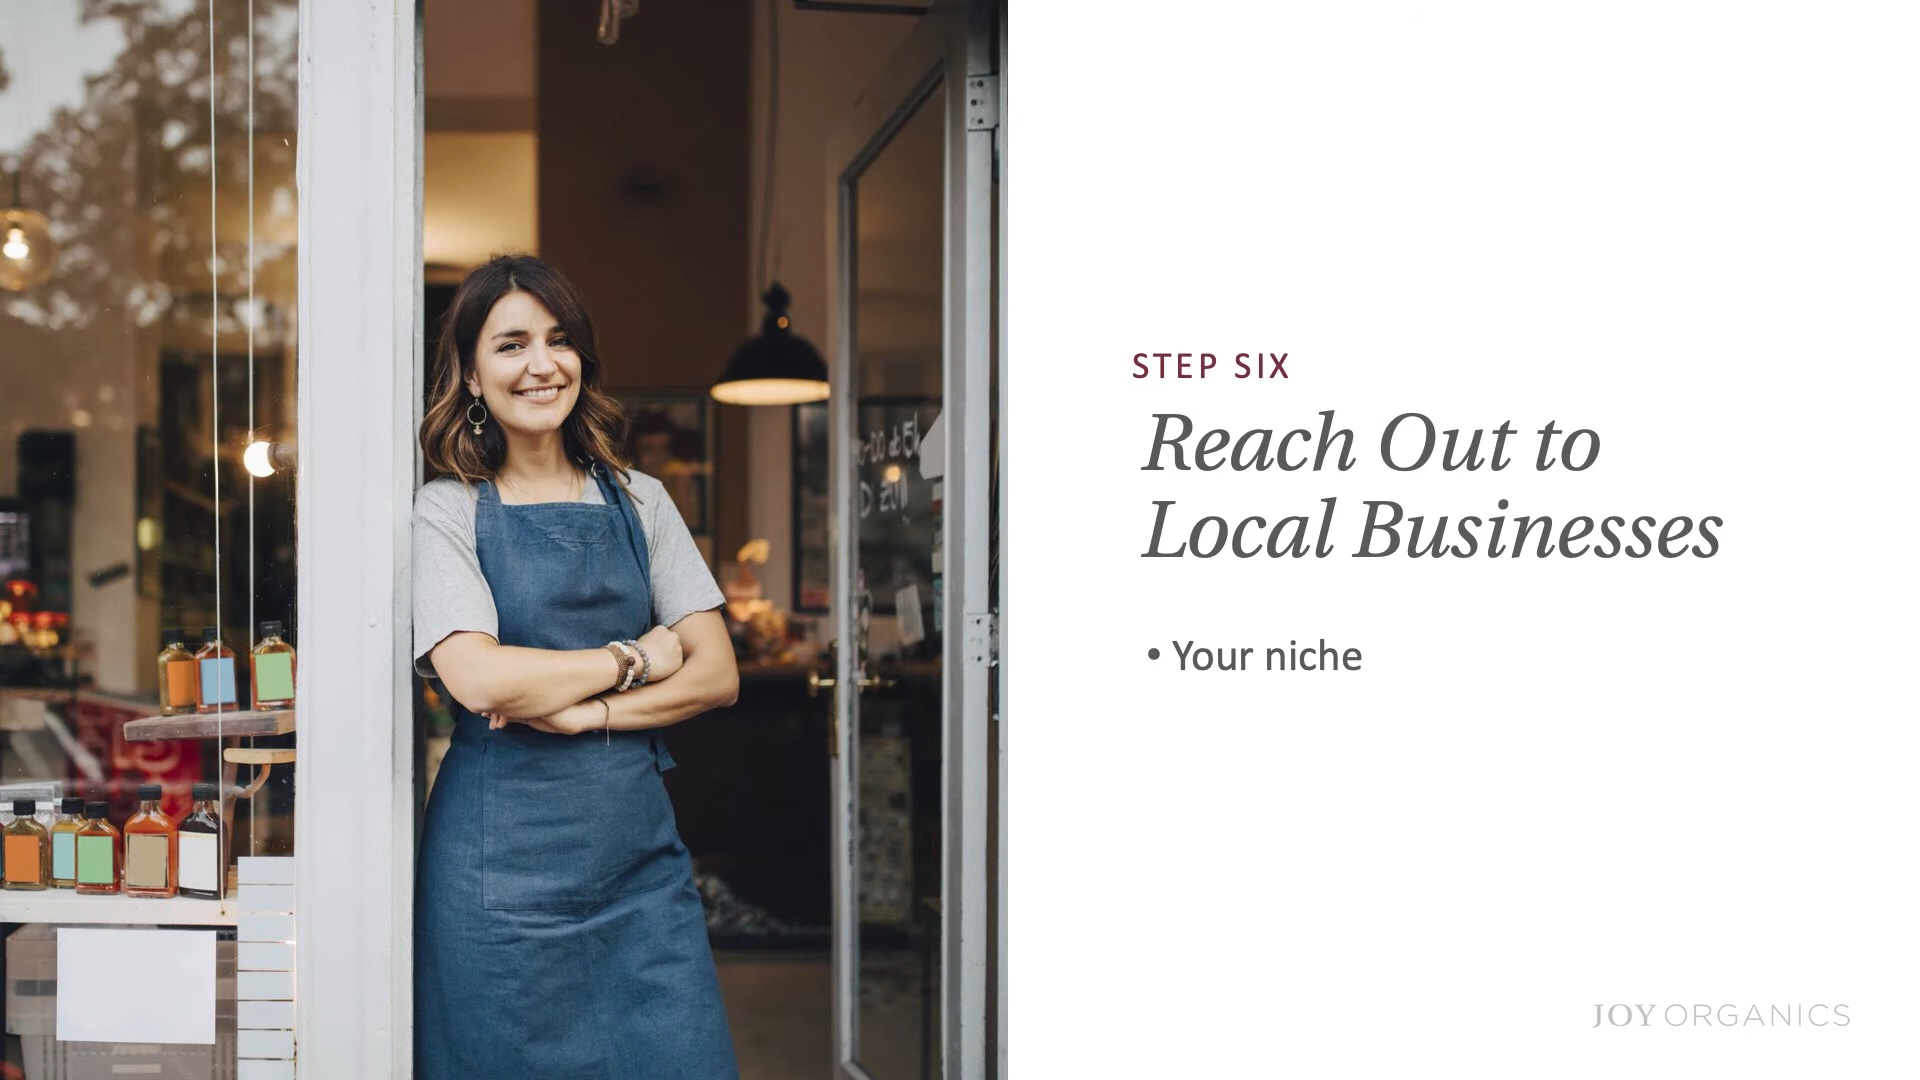 STEP SIX
Reach Out to
Local Businesses
• Your niche
JOY ORGANICS